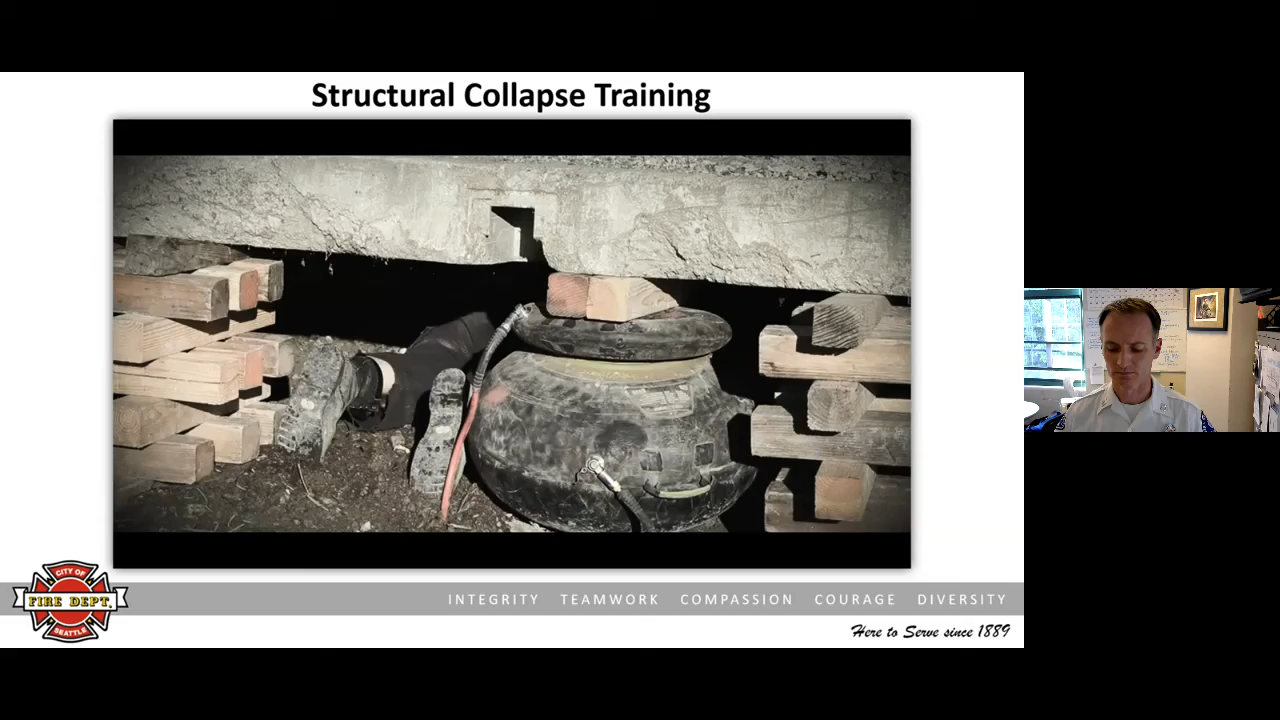 Structural Collapse Training
CITY OF
FIRE DEPT.
SEATTLE
INTEGRITY TEAMWORK COMPASSION COURAGE DIVERSITY
Here to Serve since 1889